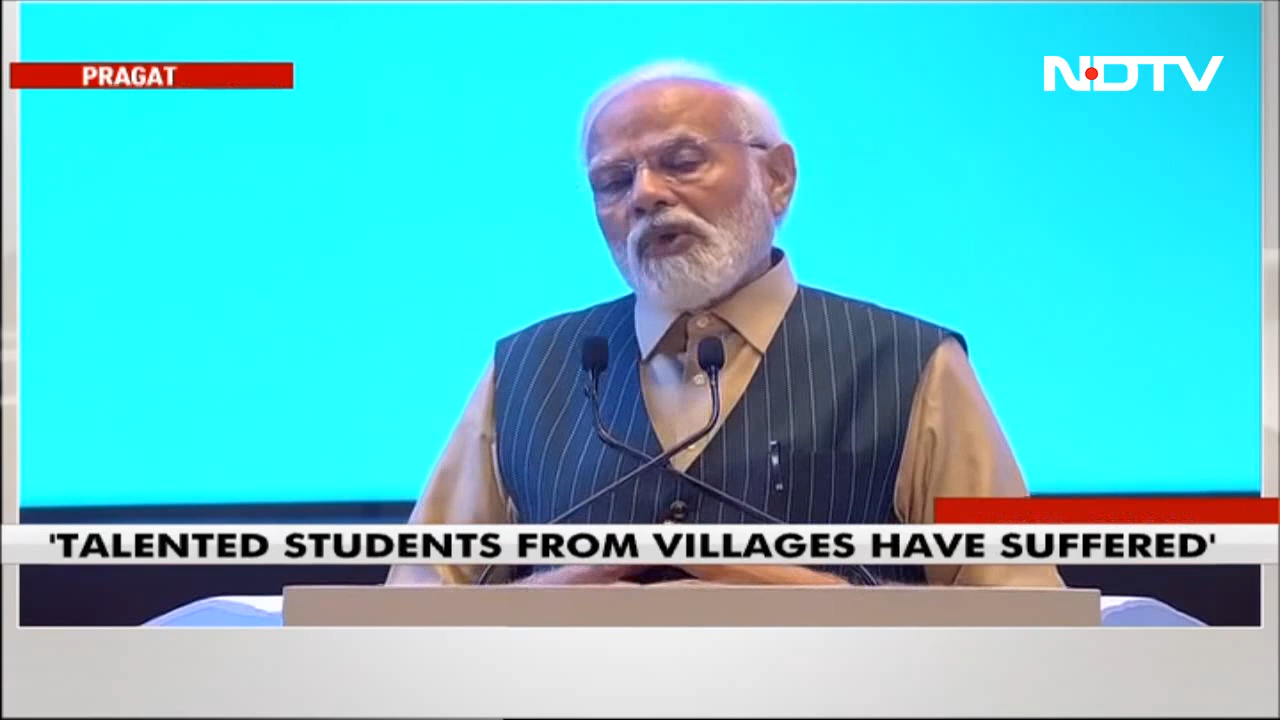 PRAGAT
NDTV
'TALENTED STUDENTS FROM VILLAGES HAVE SUFFERED'